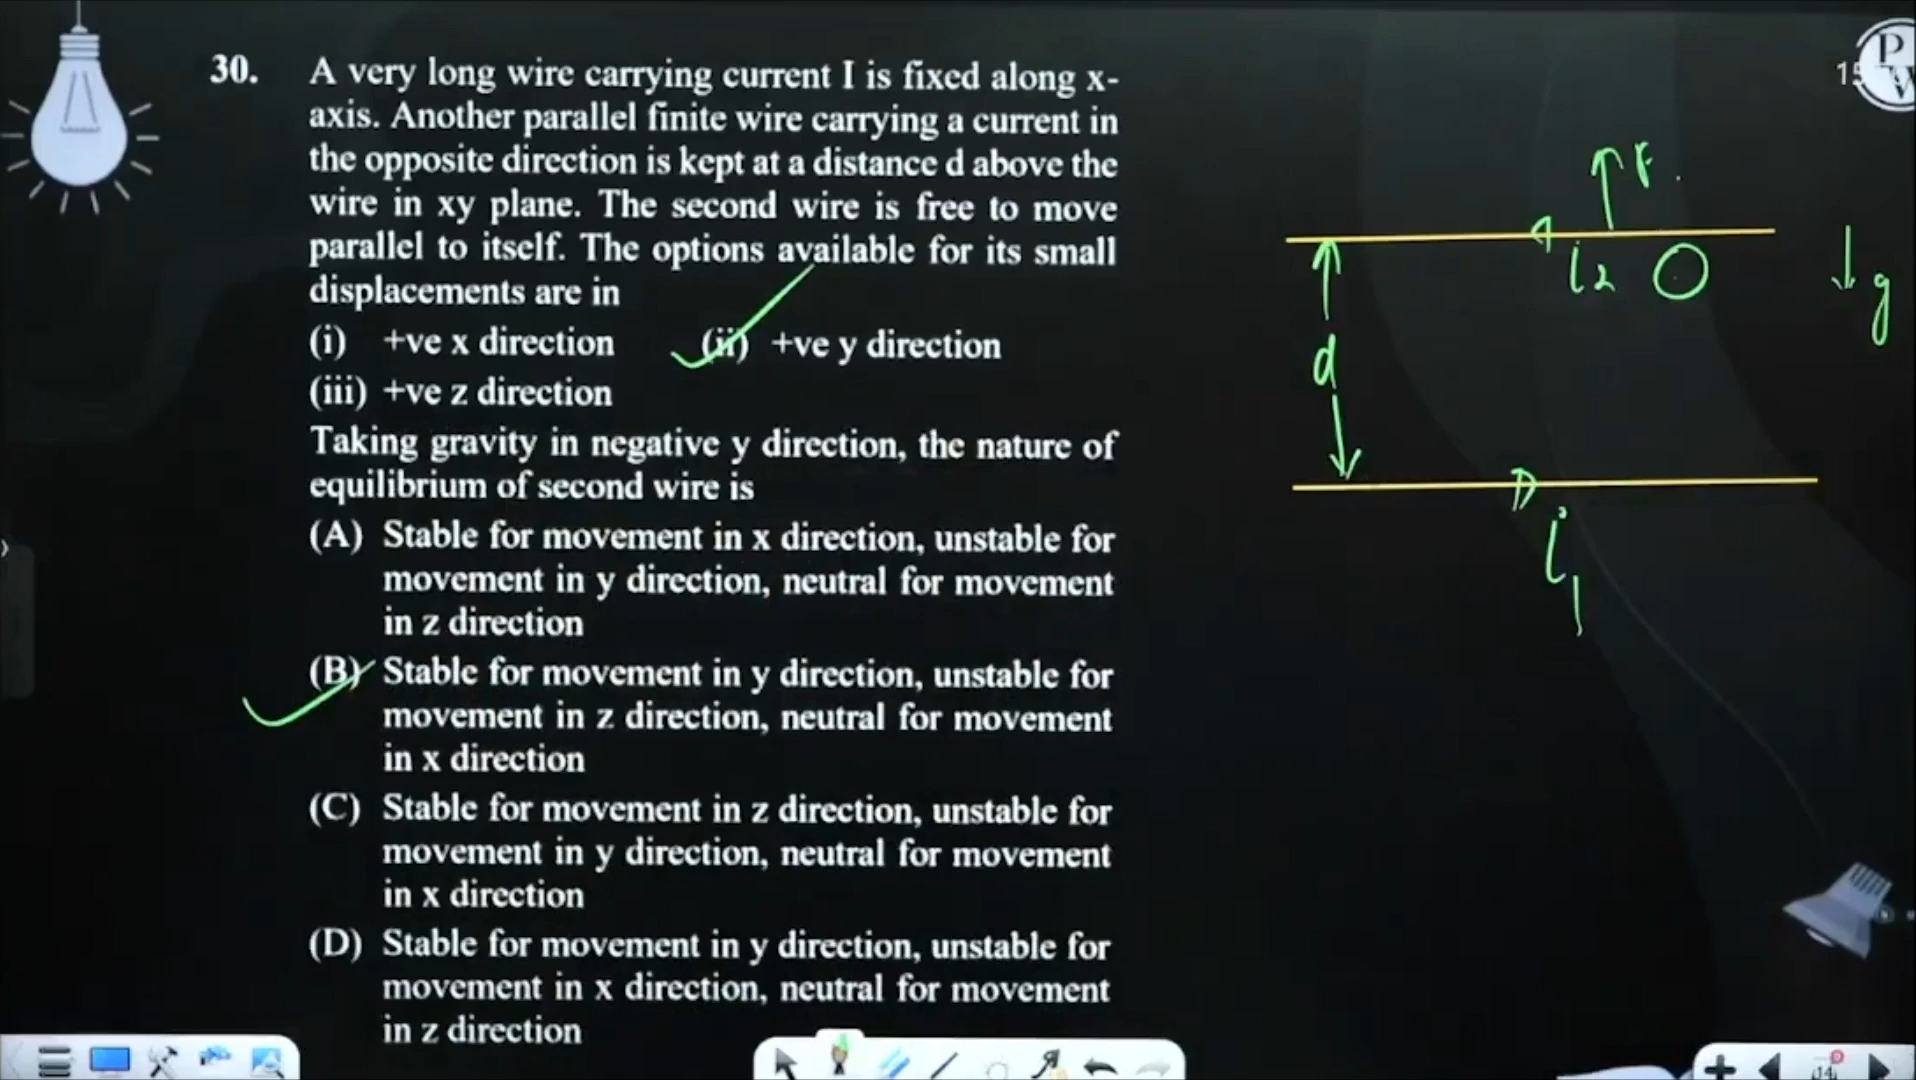 30. A very long wire carrying current I is fixed along x-
axis. Another parallel finite wire carrying a current in
the opposite direction is kept at a distance d above the
wire in xy plane. The second wire is free to move
parallel to itself. The options available for its small
displacements are in
(i) +ve x direction (ii) +ve y direction
(iii) +ve z direction
Taking gravity in negative y direction, the nature of
equilibrium of second wire is
(A) Stable for movement in x direction, unstable for
movement in y direction, neutral for movement
in z direction
(B) Stable for movement in y direction, unstable for
movement in z direction, neutral for movement
in x direction
(C) Stable for movement in z direction, unstable for
movement in y direction, neutral for movement
in x direction
(D) Stable for movement in y direction, unstable for
movement in x direction, neutral for movement
in z direction
F
i2
g
d
i1
P
W
14